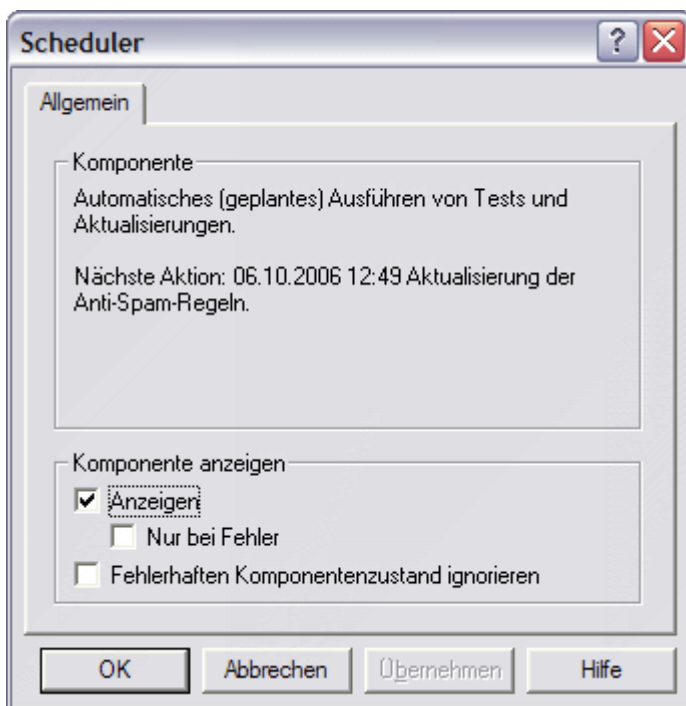 Scheduler
?
Allgemein
Komponente
Automatisches (geplantes) Ausführen von Tests und
Aktualisierungen.
Nächste Aktion: 06.10.2006 12:49 Aktualisierung der
Anti-Spam-Regeln.
Komponente anzeigen
Anzeigen
Nur bei Fehler
Fehlerhaften Komponentenzustand ignorieren
OK Abbrechen Übernehmen Hilfe